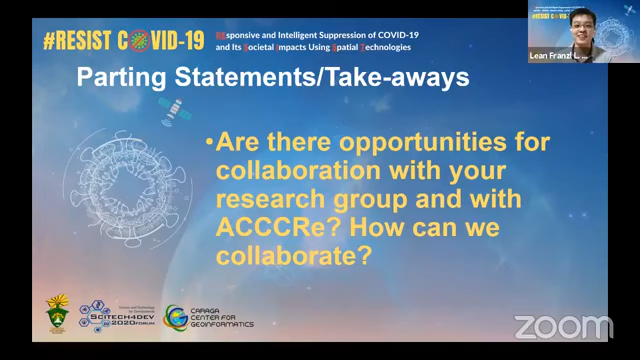 #RESIST COVID-19
REsponsive and Intelligent Suppression of COVID-19
and Its Societal Impacts Using Spatial Technologies
Parting Statements/Take-aways
•Are there opportunities for
collaboration with your
research group and with
ACCCRe? How can we
collaborate?
Lean Franzl L. ...
SCITECH4DEV
2020 FORUM
CARAGA
CENTER FOR
GEOINFORMATICS
zoom